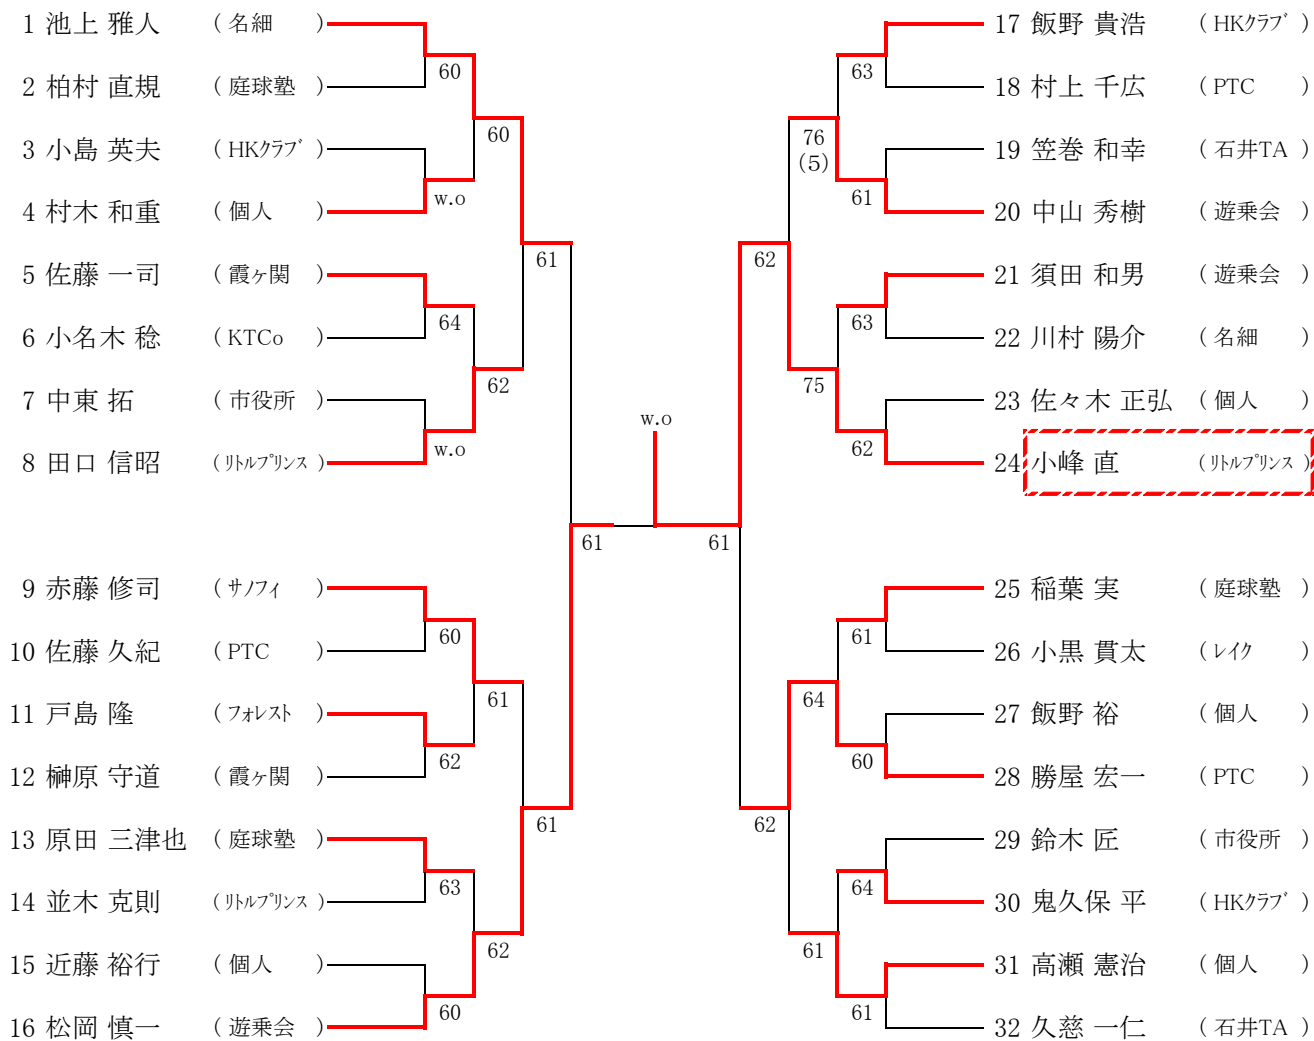 1 池上 雅人 ( 名細 )
60
2 柏村 直規 ( 庭球塾 )
60
3 小島 英夫 ( HKクラブ )
w.o
4 村木 和重 ( 個人 )
61
5 佐藤 一司 ( 霞ヶ関 )
64
6 小名木 稔 ( KTCo )
62
7 中東 拓 ( 市役所 )
w.o
8 田口 信昭 ( リトルプリンス )
61
9 赤藤 修司 ( サノフィ )
60
10 佐藤 久紀 ( PTC )
61
11 戸島 隆 ( フォレスト )
62
12 榊原 守道 ( 霞ヶ関 )
61
13 原田 三津也 ( 庭球塾 )
63
14 並木 克則 ( リトルプリンス )
62
15 近藤 裕行 ( 個人 )
60
16 松岡 慎一 ( 遊乗会 )
w.o
17 飯野 貴浩 ( HKクラブ )
63
18 村上 千広 ( PTC )
76
(5)
19 笠巻 和幸 ( 石井TA )
61
20 中山 秀樹 ( 遊乗会 )
62
21 須田 和男 ( 遊乗会 )
63
22 川村 陽介 ( 名細 )
75
23 佐々木 正弘 ( 個人 )
62
24 小峰 直 ( リトルプリンス )
61
25 稲葉 実 ( 庭球塾 )
61
26 小黒 貫太 ( レイク )
64
27 飯野 裕 ( 個人 )
60
28 勝屋 宏一 ( PTC )
62
29 鈴木 匠 ( 市役所 )
64
30 鬼久保 平 ( HKクラブ )
61
31 高瀬 憲治 ( 個人 )
61
32 久慈 一仁 ( 石井TA )